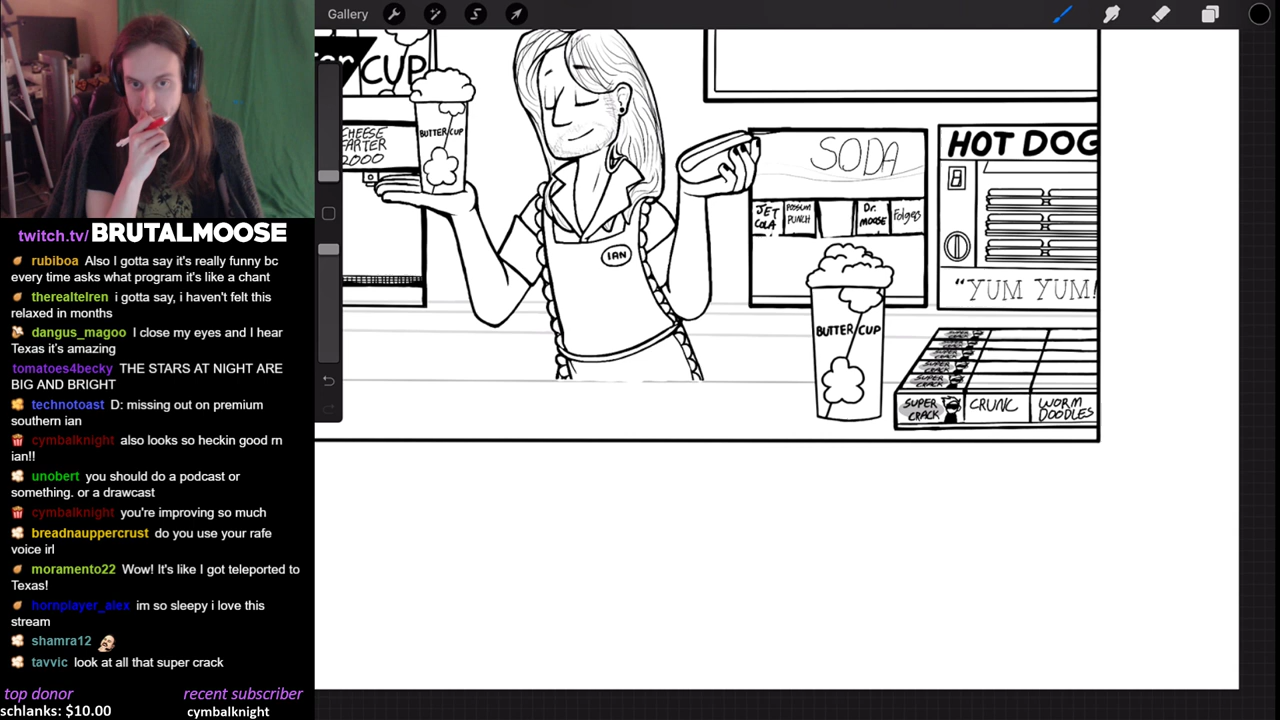 Gallery
CUP
CHEESE
FARTER
2000
BUTTER CUP
IAN
SODA
JET
COLA
POSSUM
PUNCH
Dr.
MOOSE
Folgers
HOT DOG
"YUM YUM!
BUTTER CUP
SUPER CRACK
SUPER CRACK
SUPER CRACK
SUPER
CRACK
CRUNC
WORM
DOODLES
twitch.tv/BRUTALMOOSE
rubiboa Also I gotta say it's really funny bc
every time asks what program it's like a chant
therealtelren i gotta say, i haven't felt this
relaxed in months
dangus_magoo I close my eyes and I hear
Texas it's amazing
tomatoes4becky THE STARS AT NIGHT ARE
BIG AND BRIGHT
technotoast D: missing out on premium
southern ian
cymbalknight also looks so heckin good rn
ian!!
unobert you should do a podcast or
something. or a drawcast
cymbalknight you're improving so much
breadnauppercrust do you use your rafe
voice irl
moramento22 Wow! It's like I got teleported to
Texas!
hornplayer_alex im so sleepy i love this
stream
shamra12
tavvic look at all that super crack
top donor
schlanks: $10.00
recent subscriber
cymbalknight